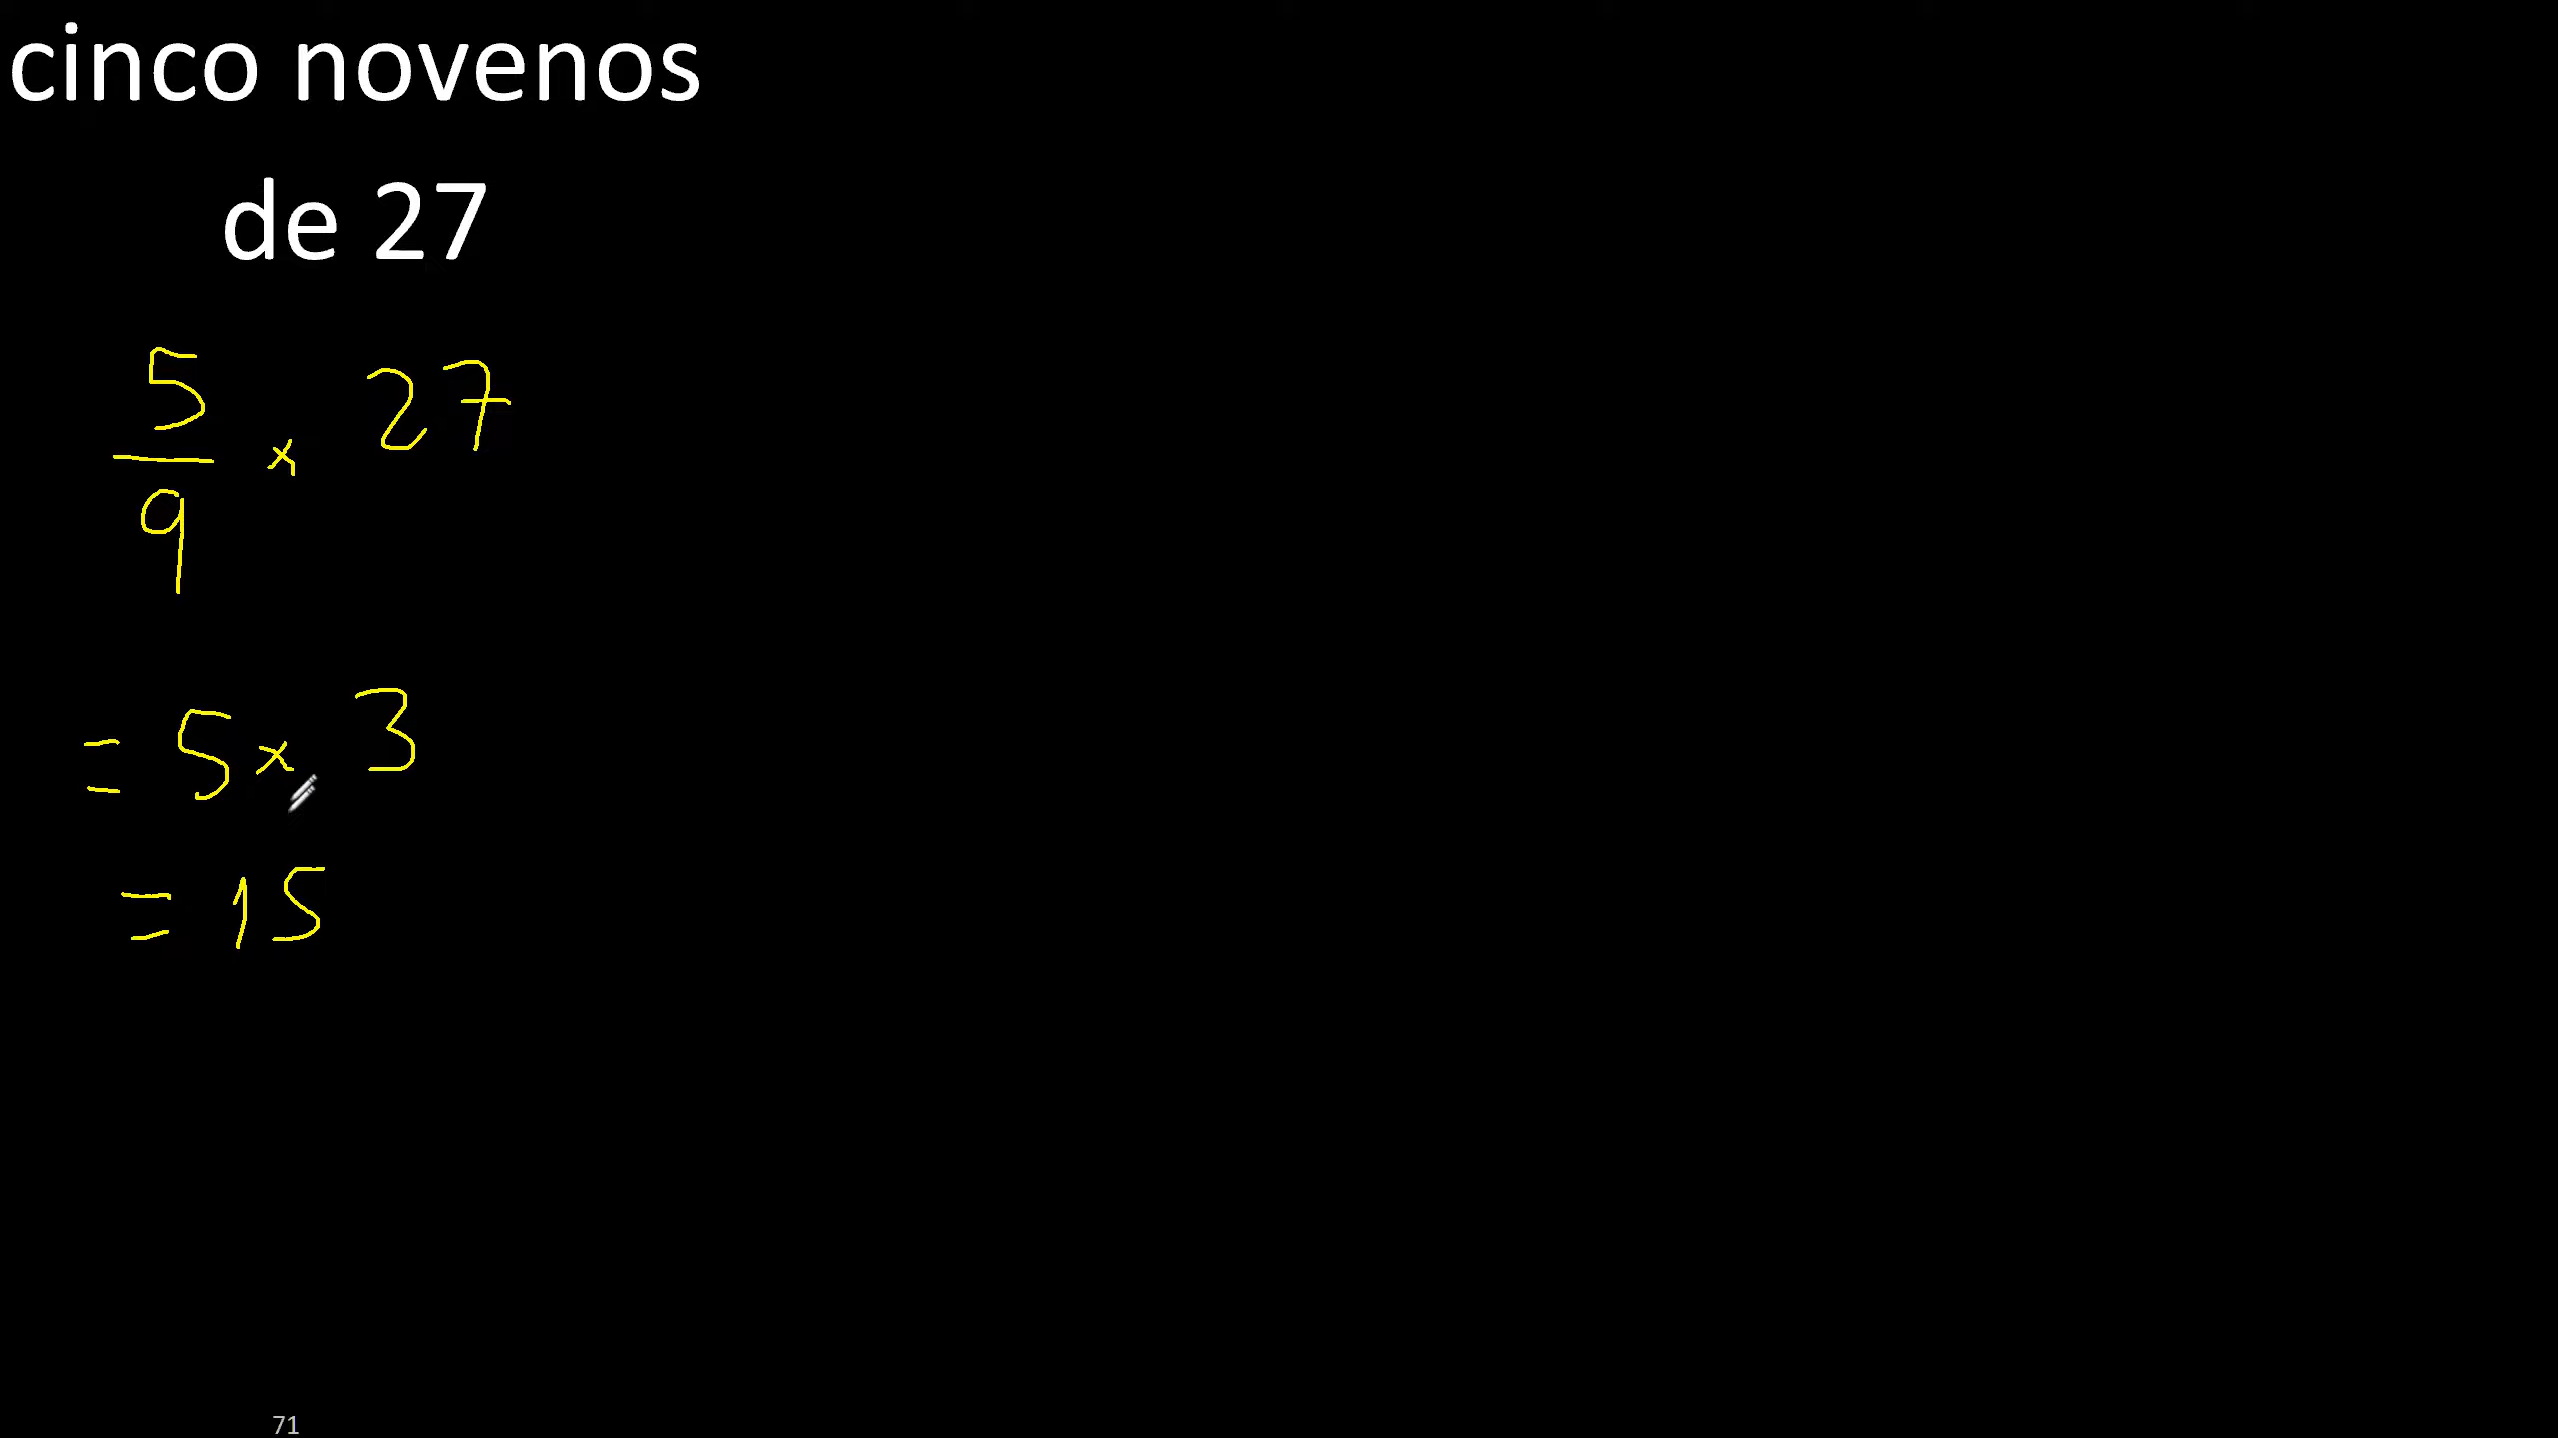 cinco novenos
de 27
5/9 × 27
= 5 × 3
= 15
71